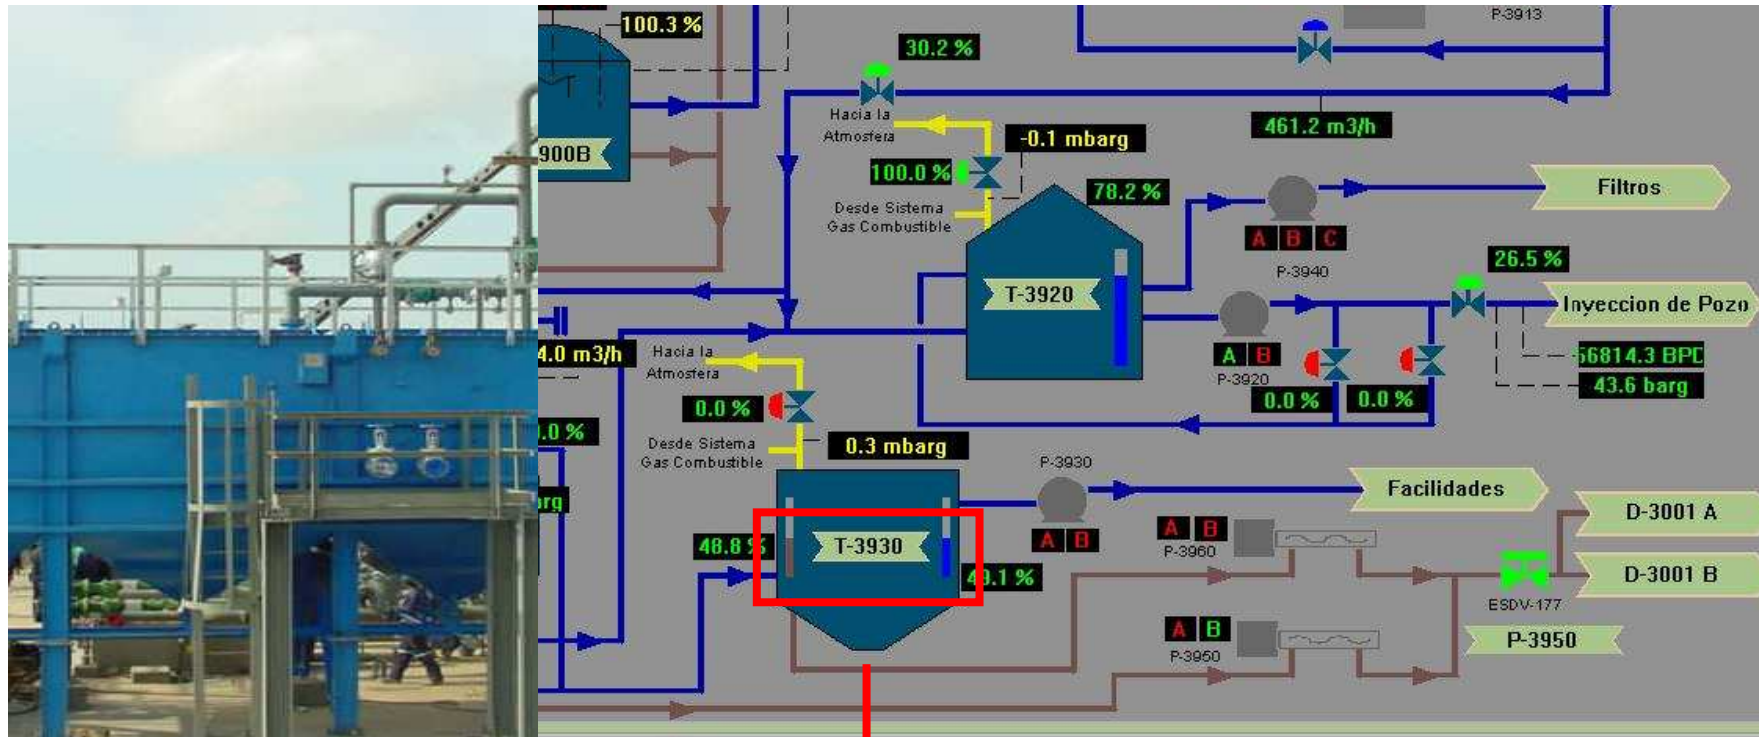 100.3 %
P-3913
30.2 %
Hacia la
Atmosfera
-0.1 mbarg
461.2 m3/h
900B
100.0 %
78.2 %
Filtros
Desde Sistema
Gas Combustible
A B C
P-3940
26.5 %
T-3920
Inyeccion de Pozo
4.0 m3/h
Hacia la
Atmosfera
A B
P-3920
56814.3 BPD
43.6 barg
0.0 %
0.0 %
0.0 %
.0 %
Desde Sistema
Gas Combustible
0.3 mbarg
P-3930
Facilidades
arg
D-3001 A
48.8 %
T-3930
A B
A B
P-3960
49.1 %
D-3001 B
ESDV-177
A B
P-3950
P-3950